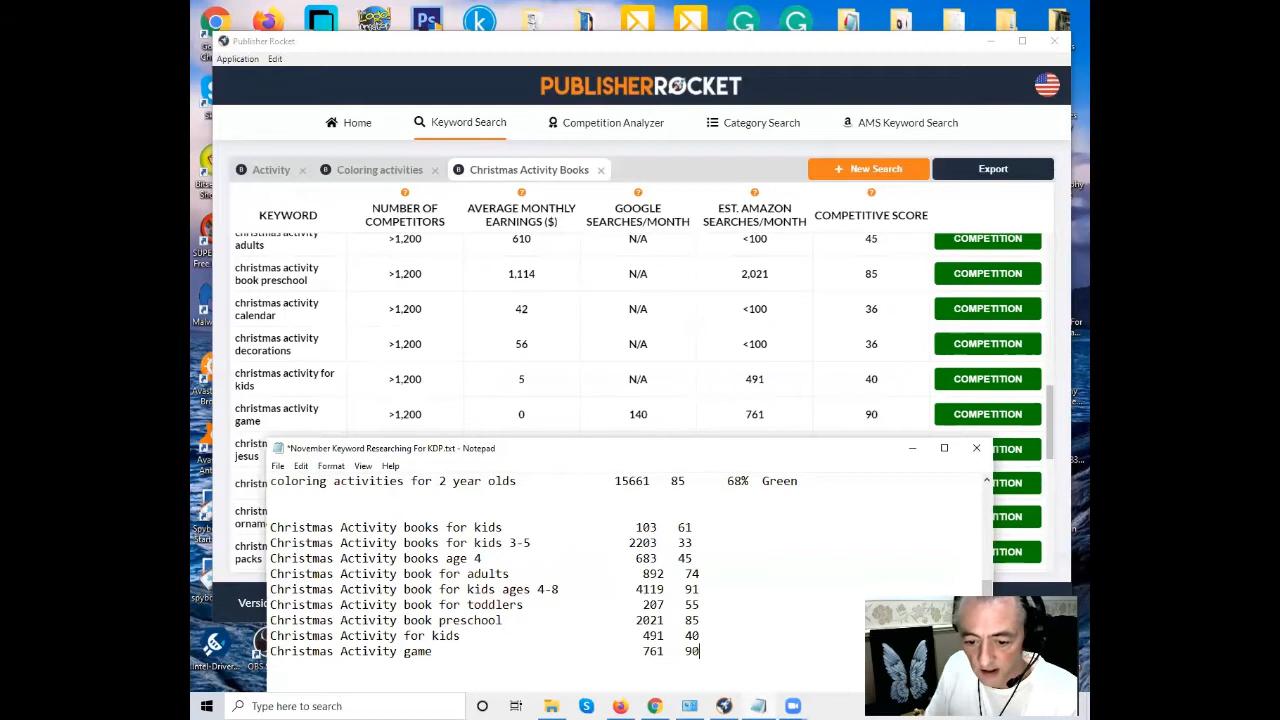 Publisher Rocket
Application Edit
PUBLISHERROCKET
Home Keyword Search Competition Analyzer Category Search AMS Keyword Search
Activity Coloring activities Christmas Activity Books + New Search Export
KEYWORD
NUMBER OF COMPETITORS
AVERAGE MONTHLY EARNINGS ($)
GOOGLE SEARCHES/MONTH
EST. AMAZON SEARCHES/MONTH
COMPETITIVE SCORE
christmas activity
adults >1,200 610 N/A <100 45 COMPETITION
christmas activity
book preschool >1,200 1,114 N/A 2,021 85 COMPETITION
christmas activity
calendar >1,200 42 N/A <100 36 COMPETITION
christmas activity
decorations >1,200 56 N/A <100 36 COMPETITION
christmas activity for
kids >1,200 5 N/A 491 40 COMPETITION
christmas activity
game >1,200 0 140 761 90 COMPETITION
jesus
packs
*November Keyword Researching For KDP.txt - Notepad
File Edit Format View Help
coloring activities for 2 year olds 15661 85 68% Green
Christmas Activity books for kids 103 61
Christmas Activity books for kids 3-5 2203 33
Christmas Activity books age 4 683 45
Christmas Activity book for adults 892 74
Christmas Activity book for kids ages 4-8 4119 91
Christmas Activity book for toddlers 207 55
Christmas Activity book preschool 2021 85
Christmas Activity for kids 491 40
Christmas Activity game 761 90
Type here to search